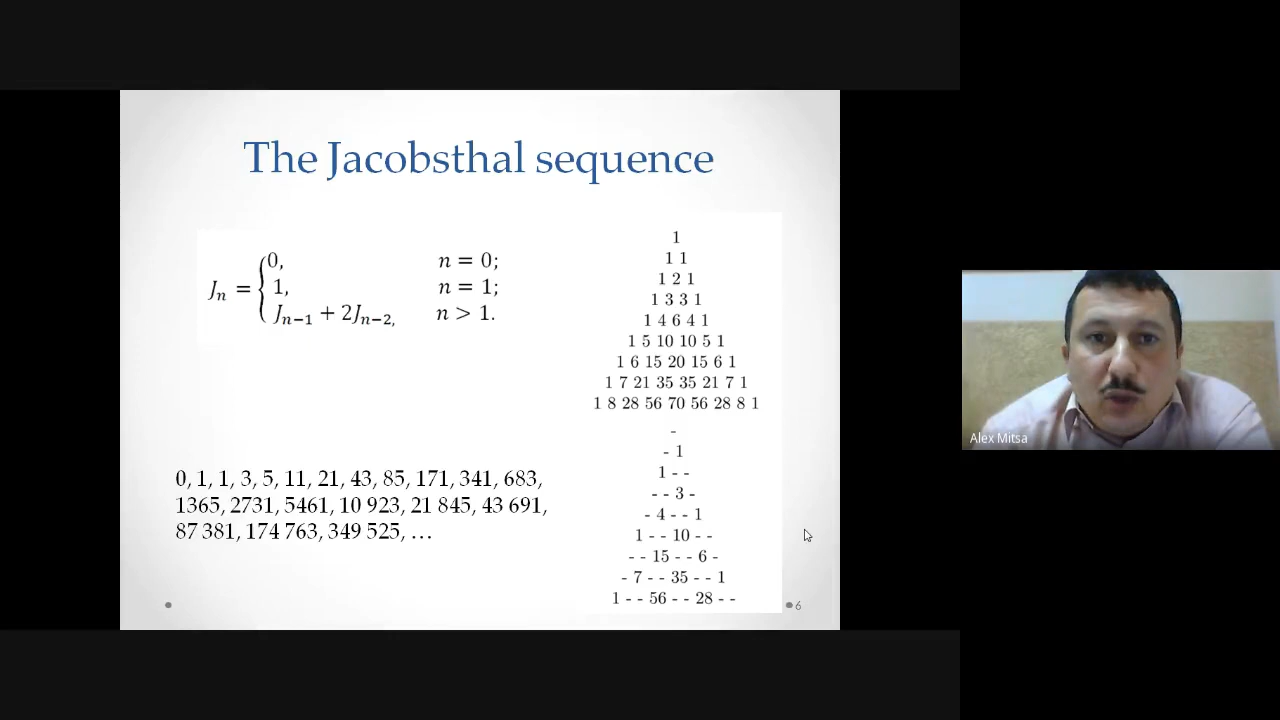 The Jacobsthal sequence
Jₙ = { 0, n = 0;
1, n = 1;
Jₙ₋₁ + 2Jₙ₋₂, n > 1.
1
1 1
1 2 1
1 3 3 1
1 4 6 4 1
1 5 10 10 5 1
1 6 15 20 15 6 1
1 7 21 35 35 21 7 1
1 8 28 56 70 56 28 8 1
-
- 1
1 - -
- - 3 -
- 4 - - 1
1 - - 10 - -
- - 15 - - 6 -
- 7 - - 35 - - 1
1 - - 56 - - 28 - -
0, 1, 1, 3, 5, 11, 21, 43, 85, 171, 341, 683,
1365, 2731, 5461, 10 923, 21 845, 43 691,
87 381, 174 763, 349 525, …
6
Alex Mitsa